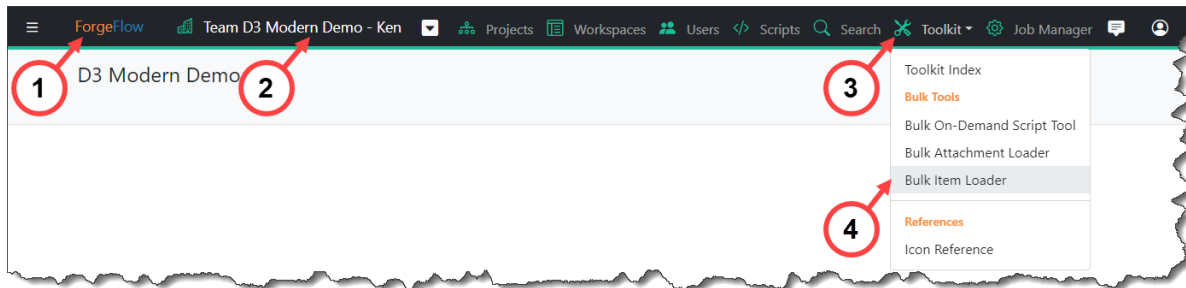 ForgeFlow Team D3 Modern Demo - Ken Projects Workspaces Users Scripts Search Toolkit Job Manager
D3 Modern Demo
1
2
3
4
Toolkit Index
Bulk Tools
Bulk On-Demand Script Tool
Bulk Attachment Loader
Bulk Item Loader
References
Icon Reference